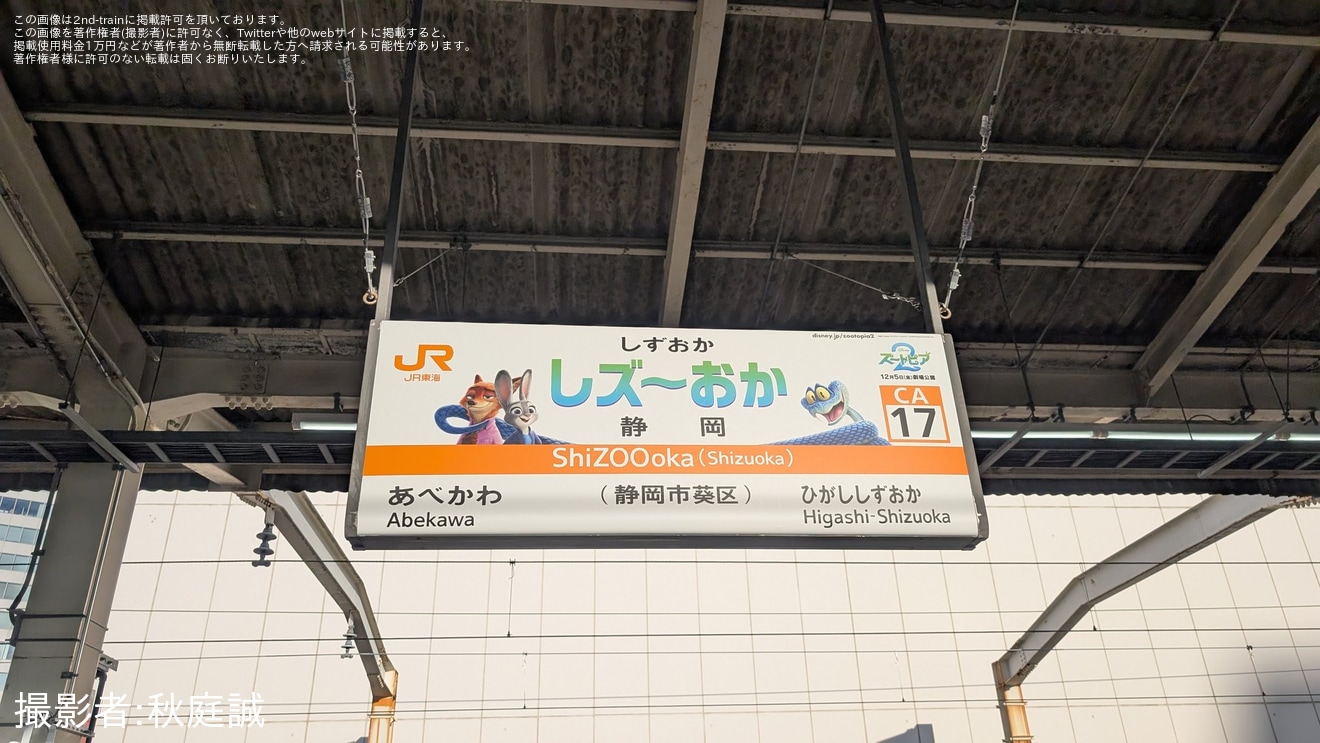 この画像は2nd-trainに掲載許可を頂いております。
この画像を著作権者(撮影者)に許可なく、Twitterや他のwebサイトに掲載すると、
掲載使用料金1万円などが著作者から無断転載した方へ請求される可能性があります。
著作権者様に許可のない転載は固くお断りいたします。
disney.jp/zootopia2
しずおか
JR
JR東海
しズ〜おか
ズートピア
2
12月5日(金)劇場公開
静岡
CA
17
ShiZOOoka(Shizuoka)
あべかわ
(静岡市葵区)
ひがししずおか
Abekawa
Higashi-Shizuoka
撮影者:秋庭誠